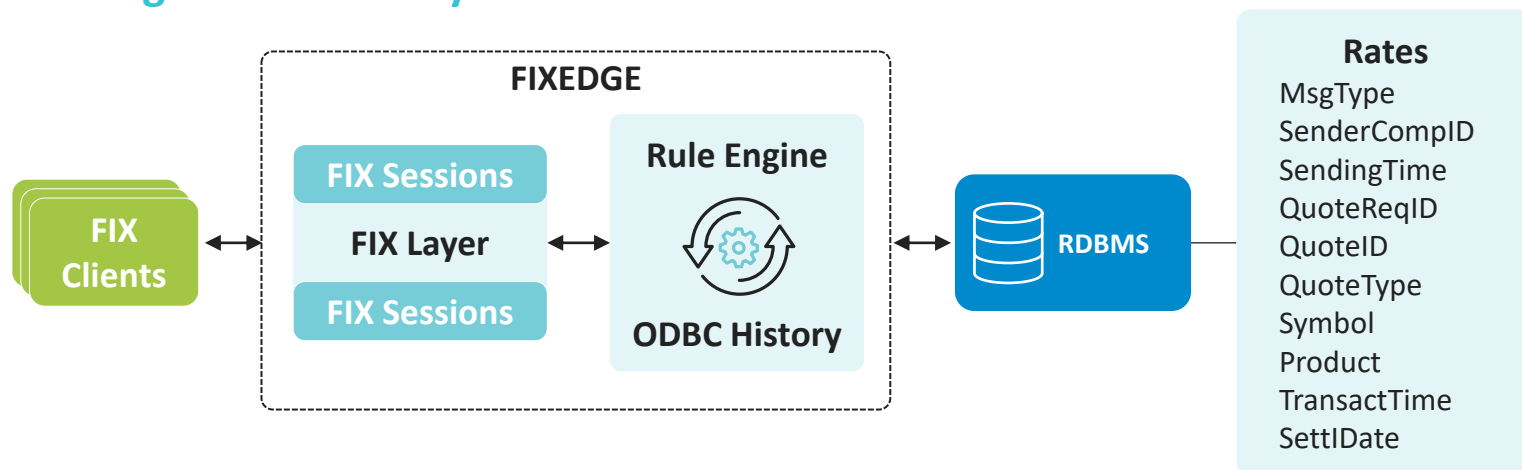 FIXEDGE
FIX
Clients
FIX Sessions
FIX Layer
FIX Sessions
Rule Engine
ODBC History
RDBMS
Rates
MsgType
SenderCompID
SendingTime
QuoteReqID
QuoteID
QuoteType
Symbol
Product
TransactTime
SettIDate